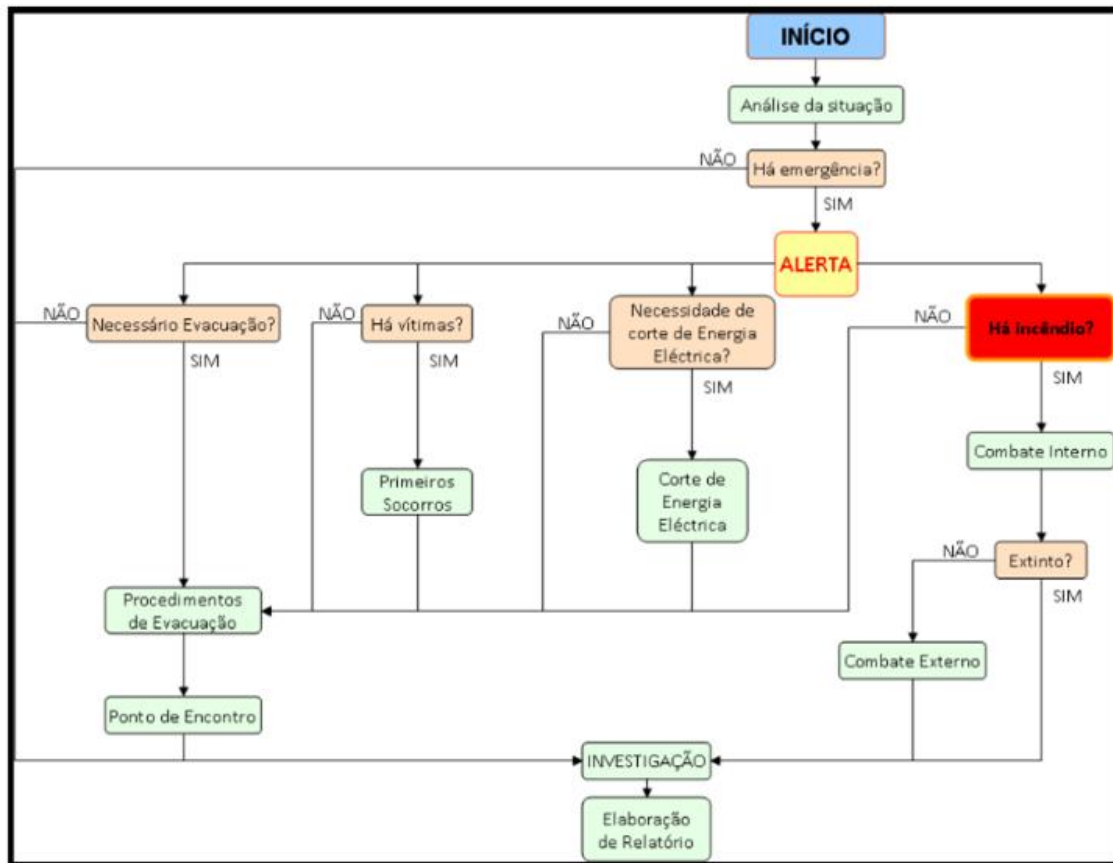 INÍCIO
Análise da situação
NÃO
Há emergência?
SIM
ALERTA
NÃO
Necessário Evacuação?
SIM
NÃO
Há vítimas?
SIM
NÃO
Necessidade de
corte de Energia
Eléctrica?
SIM
NÃO
Há incêndio?
SIM
Combate Interno
Primeiros
Socorros
Corte de
Energia
Eléctrica
NÃO
Extinto?
SIM
Procedimentos
de Evacuação
Combate Externo
Ponto de Encontro
INVESTIGAÇÃO
Elaboração
de Relatório